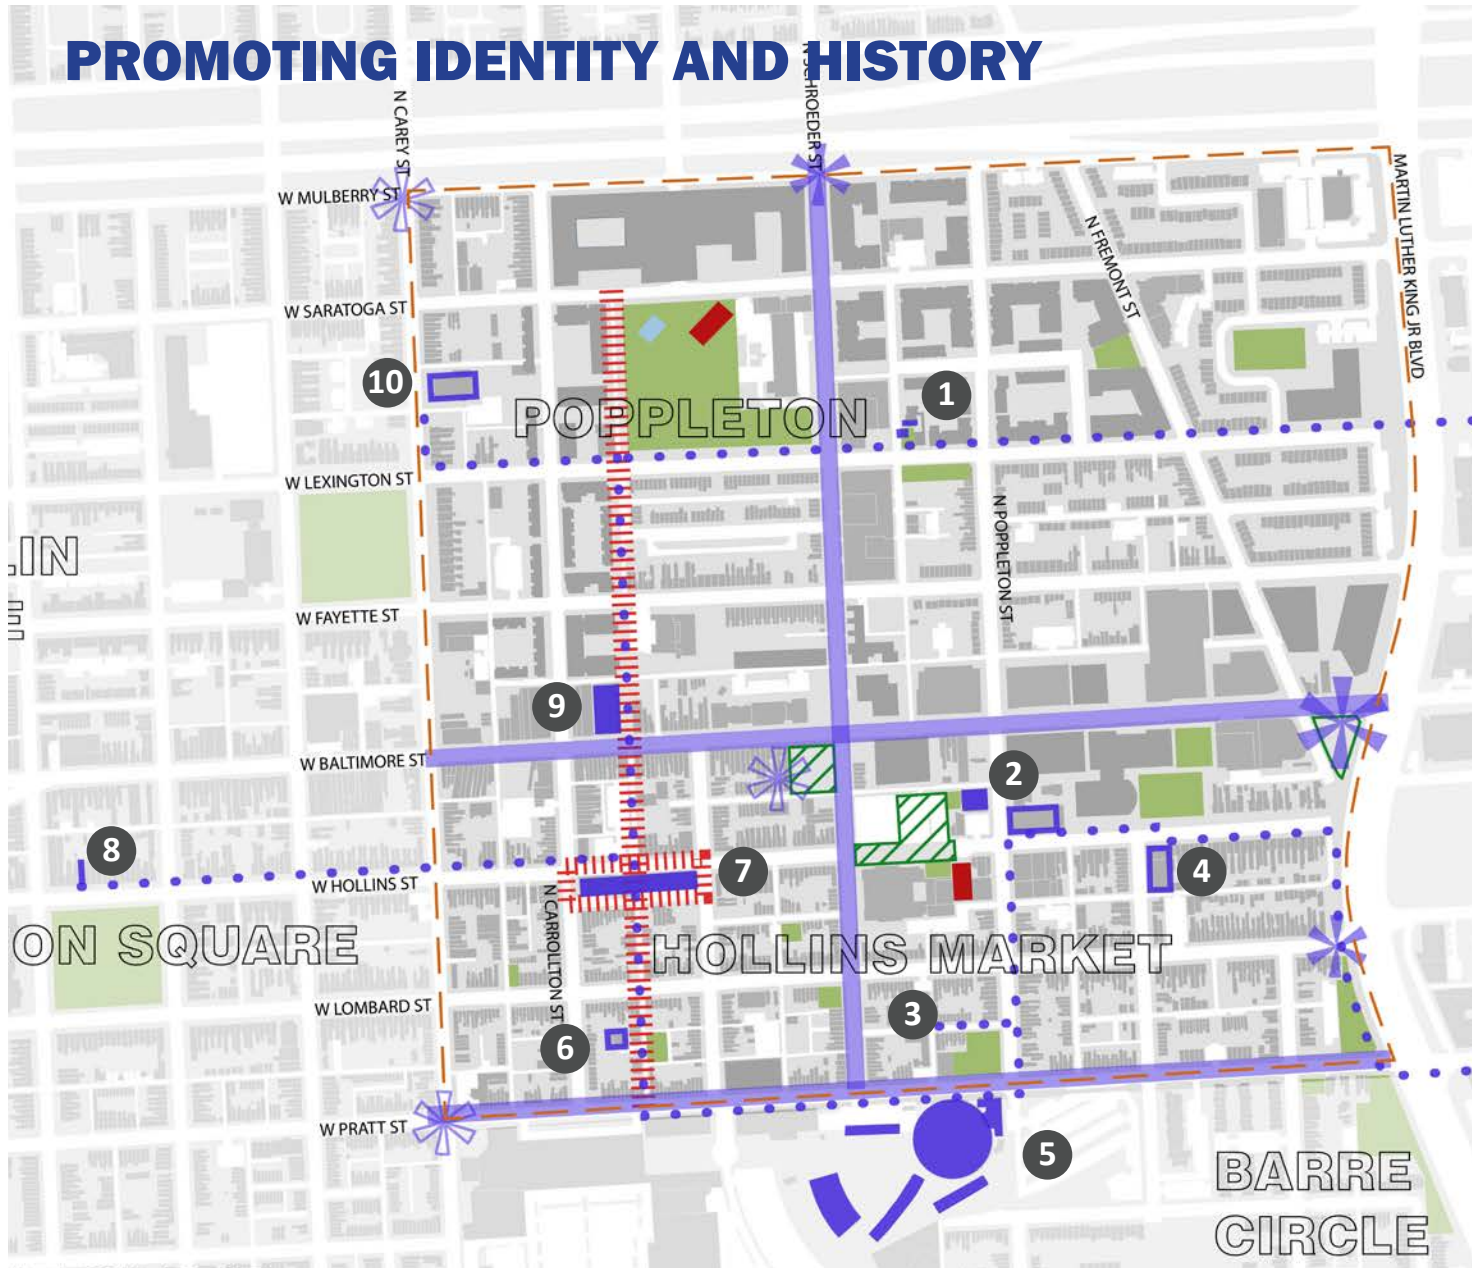 PROMOTING IDENTITY AND HISTORY
N CAREY ST
N SCHROEDER ST
W MULBERRY ST
MARTIN LUTHER KING JR BLVD
N FREMONT ST
W SARATOGA ST
10
1
POPPLETON
W LEXINGTON ST
N POPPLETON ST
LIN
E
W FAYETTE ST
9
W BALTIMORE ST
2
8
7
4
W HOLLINS ST
N CARROLLTON ST
ON SQUARE
HOLLINS MARKET
W LOMBARD ST
3
6
W PRATT ST
5
BARRE
CIRCLE